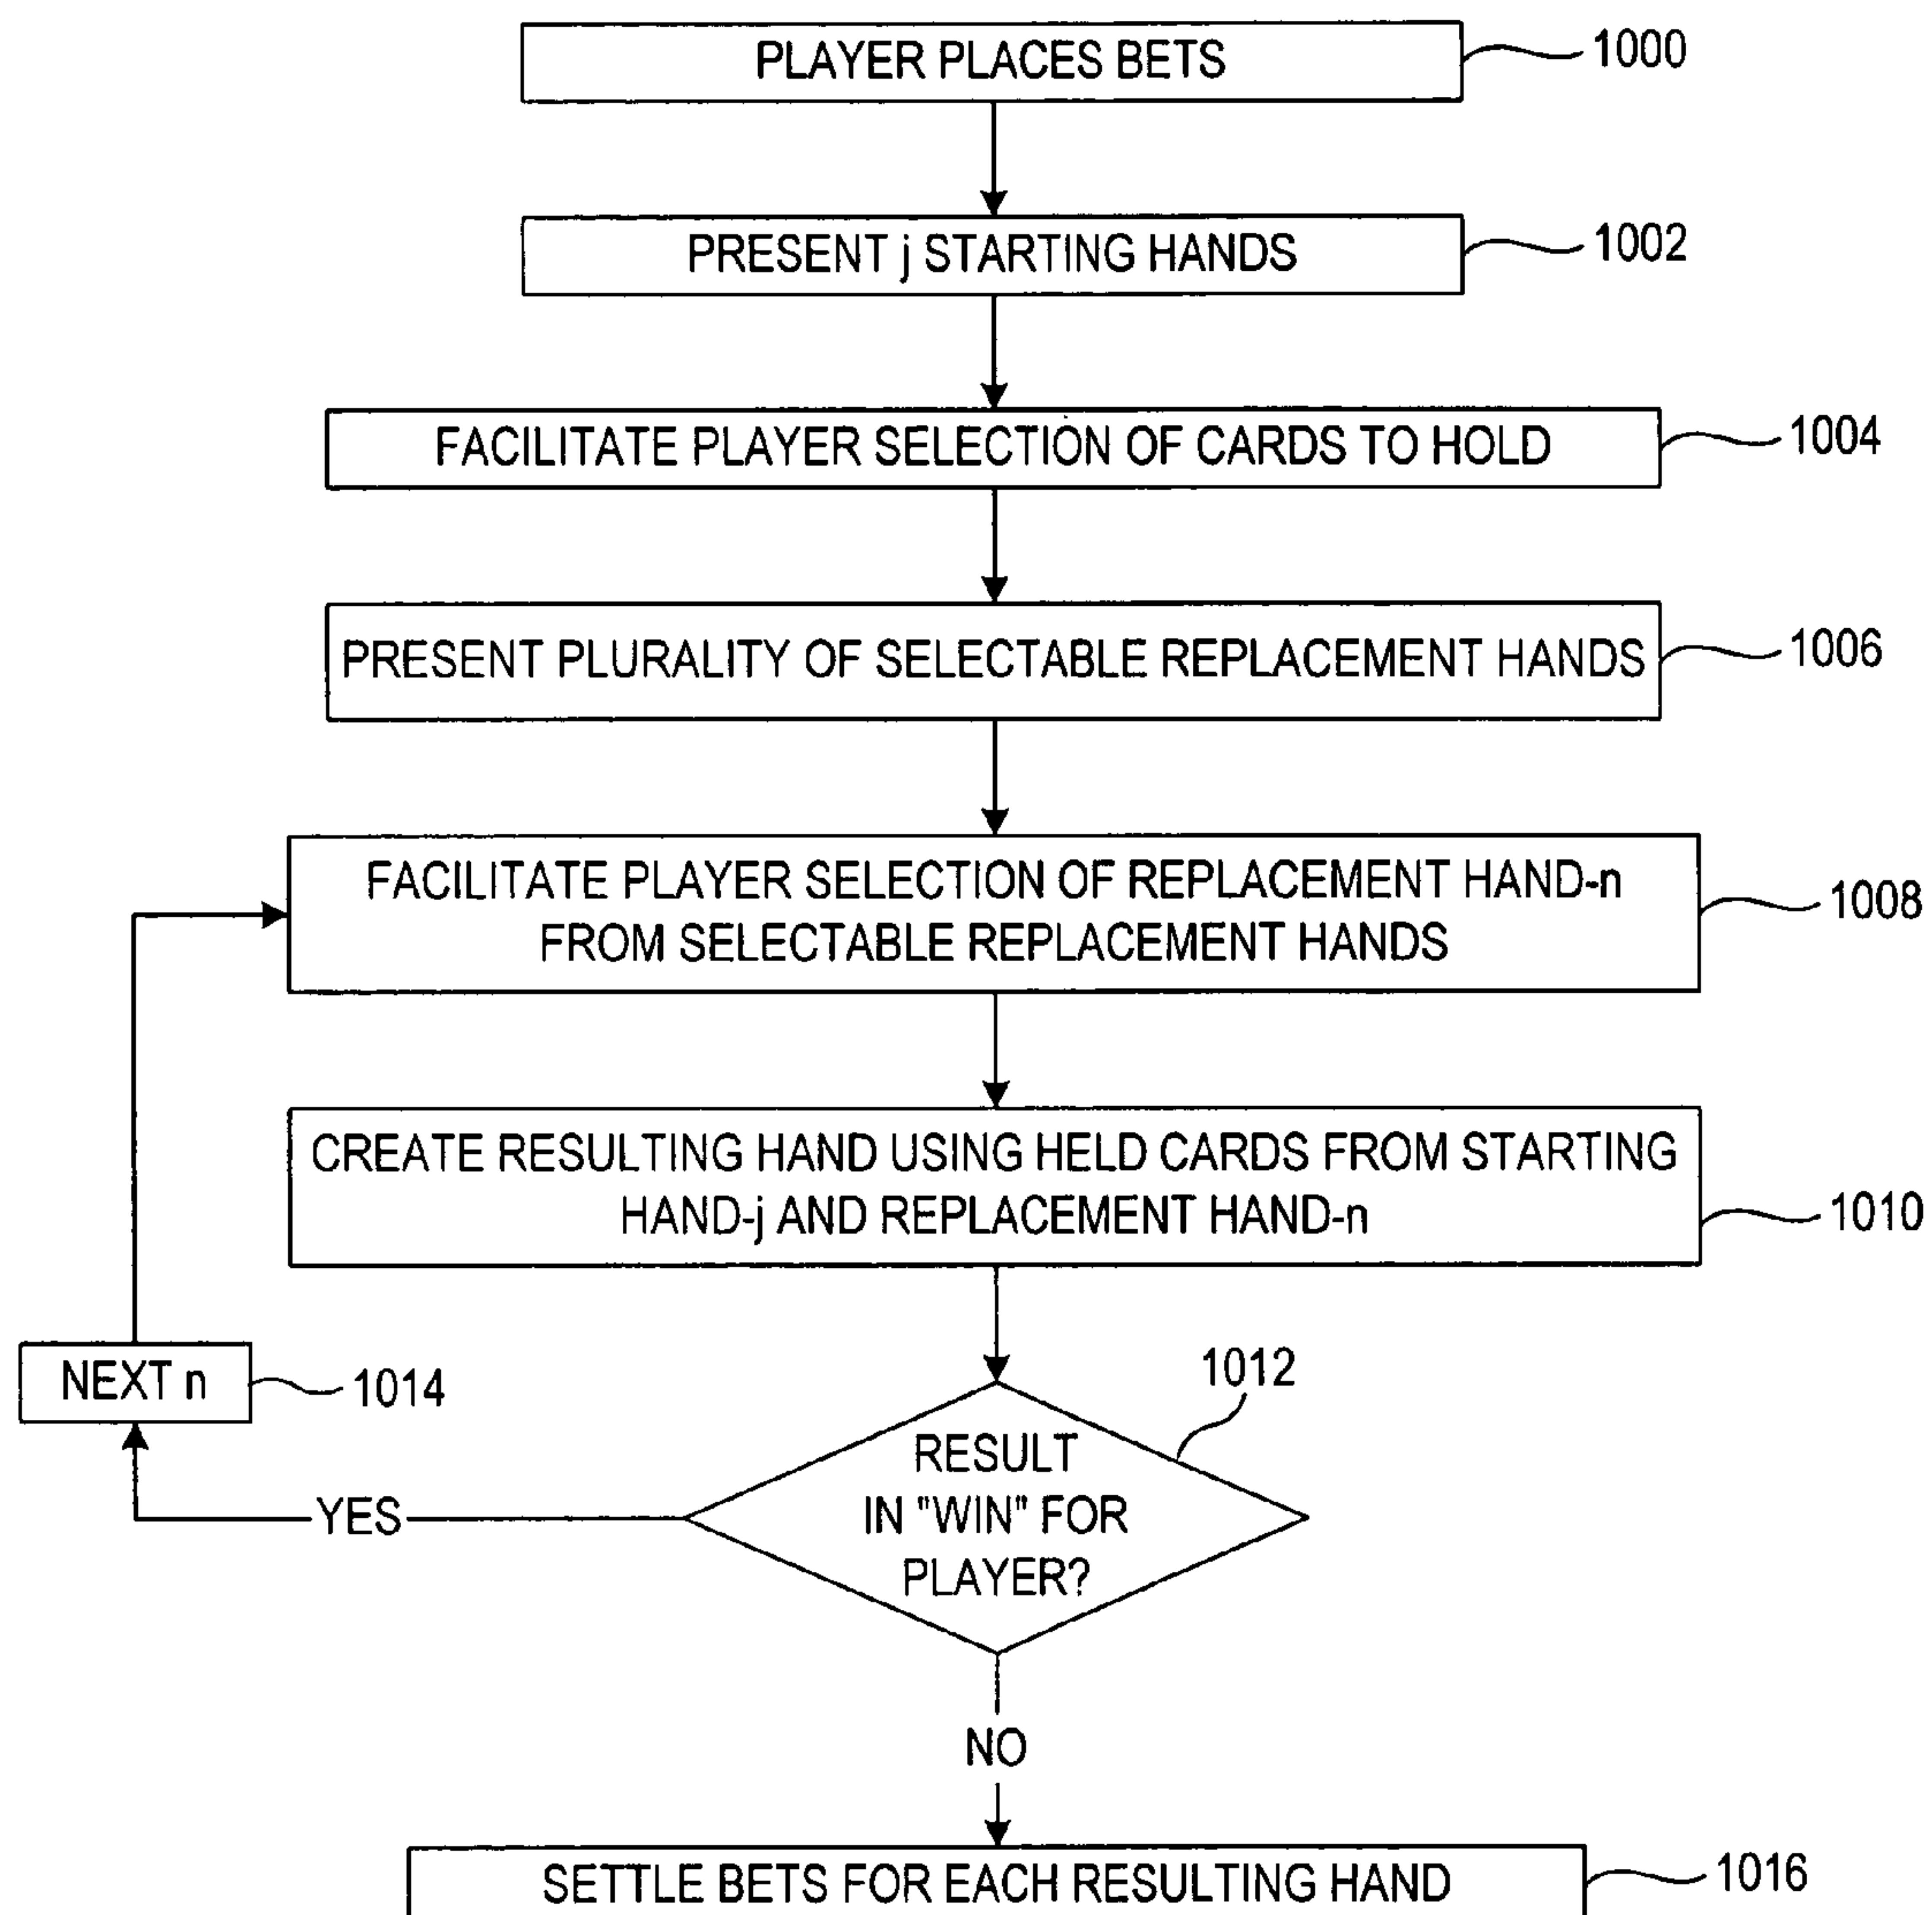 PLAYER PLACES BETS
1000
PRESENT j STARTING HANDS
1002
FACILITATE PLAYER SELECTION OF CARDS TO HOLD
1004
PRESENT PLURALITY OF SELECTABLE REPLACEMENT HANDS
1006
FACILITATE PLAYER SELECTION OF REPLACEMENT HAND-n
FROM SELECTABLE REPLACEMENT HANDS
1008
CREATE RESULTING HAND USING HELD CARDS FROM STARTING
HAND-j AND REPLACEMENT HAND-n
1010
NEXT n
1014
1012
RESULT
IN "WIN" FOR
PLAYER?
YES
NO
SETTLE BETS FOR EACH RESULTING HAND
1016